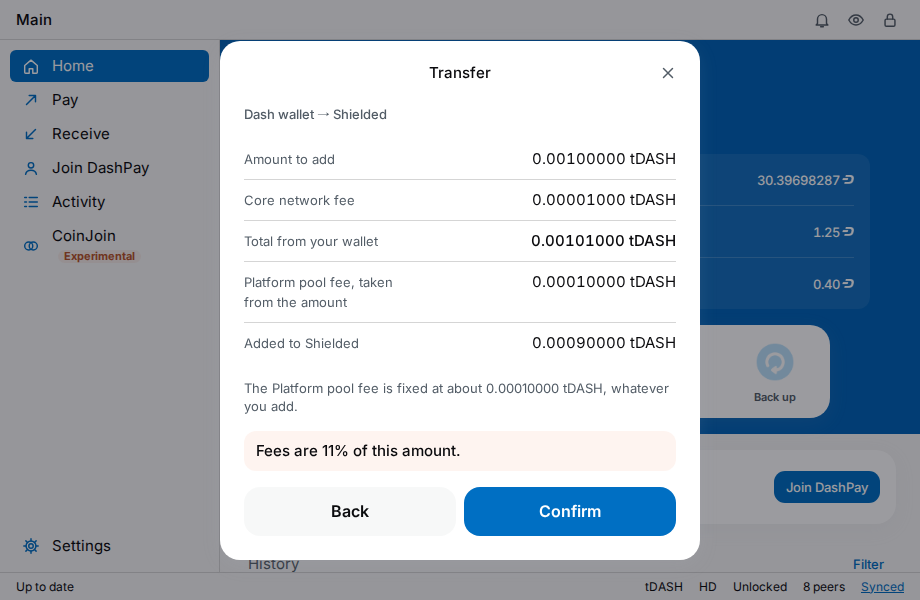 Main
Home
Pay
Receive
Join DashPay
Activity
CoinJoin
Experimental
Settings
Transfer
Dash wallet → Shielded
Amount to add 0.00100000 tDASH
Core network fee 0.00001000 tDASH
Total from your wallet 0.00101000 tDASH
Platform pool fee, taken
from the amount 0.00010000 tDASH
Added to Shielded 0.00090000 tDASH
The Platform pool fee is fixed at about 0.00010000 tDASH, whatever
you add.
Fees are 11% of this amount.
Back Confirm
30.39698287
1.25
0.40
Back up
Join DashPay
History Filter
Up to date tDASH HD Unlocked 8 peers Synced